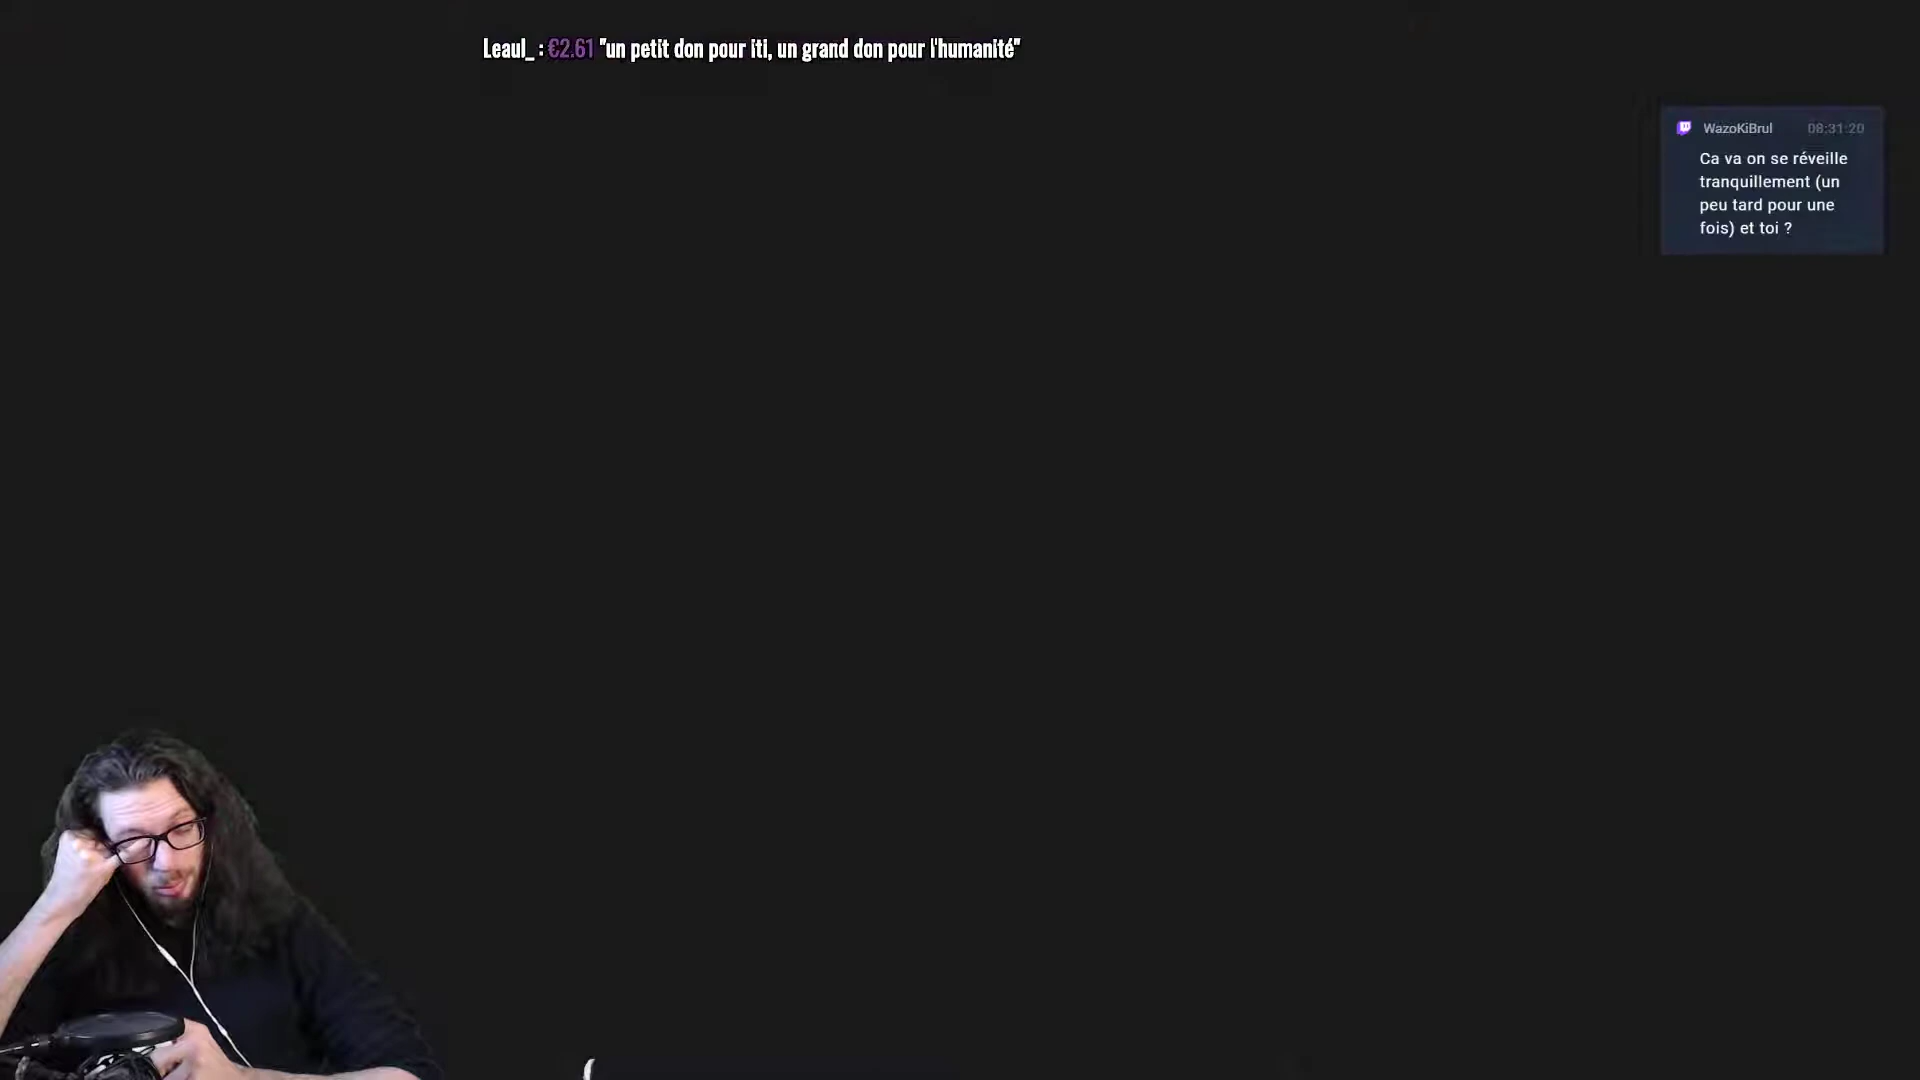 Leaul_ : €2.61 "un petit don pour iti, un grand don pour l'humanité"
WazoKiBrul 08:31:20
Ca va on se réveille
tranquillement (un
peu tard pour une
fois) et toi ?